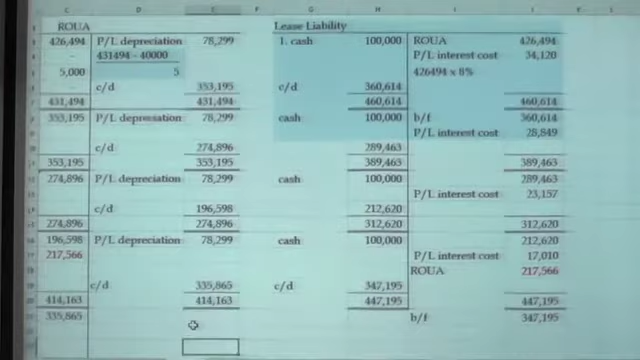 ROUA Lease Liability
426,494 P/L depreciation 78,299 1. cash 100,000 ROUA 426,494
431494 - 40000 P/L interest cost 34,120
5,000 5 426494 x 8%
c/d 353,195 c/d 360,614
431,494 431,494 460,614 460,614
353,195 P/L depreciation 78,299 cash 100,000 b/f 360,614
P/L interest cost 28,849
c/d 274,896 289,463
353,195 353,195 389,463 389,463
274,896 P/L depreciation 78,299 cash 100,000 289,463
P/L interest cost 23,157
c/d 196,598 212,620
274,896 274,896 312,620 312,620
196,598 P/L depreciation 78,299 cash 100,000 212,620
217,566 P/L interest cost 17,010
ROUA 217,566
c/d 335,865 c/d 347,195
414,163 414,163 447,195 447,195
335,865 b/f 347,195